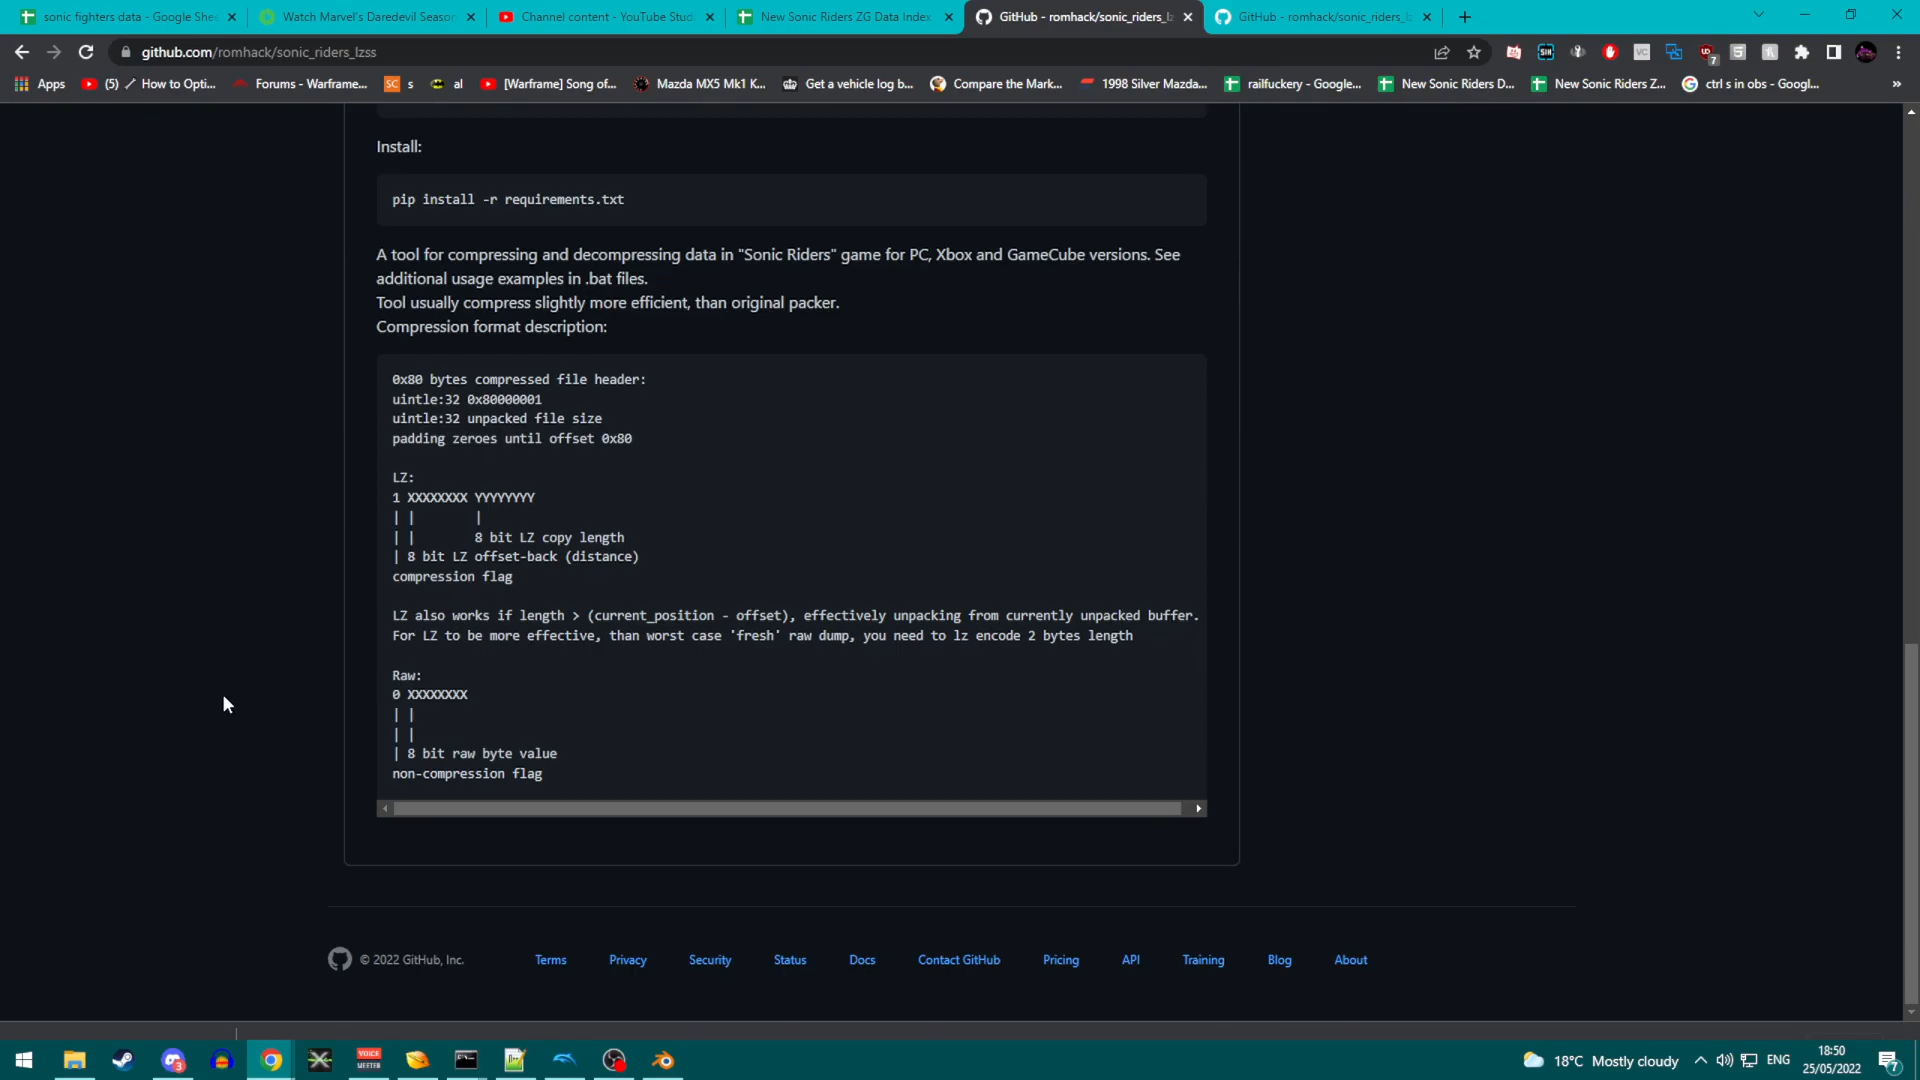 sonic fighters data - Google She
Watch Marvel's Daredevil Season
Channel content - YouTube Stud
New Sonic Riders ZG Data Index
GitHub - romhack/sonic_riders_lz
GitHub - romhack/sonic_riders_lz
github.com/romhack/sonic_riders_lzss
Apps
(5)
How to Opti...
Forums - Warframe...
SC s
al
[Warframe] Song of...
Mazda MX5 Mk1 K...
Get a vehicle log b...
Compare the Mark...
1998 Silver Mazda...
railfuckery - Google...
New Sonic Riders D...
New Sonic Riders Z...
ctrl s in obs - Googl...
»
Install:
pip install -r requirements.txt
A tool for compressing and decompressing data in "Sonic Riders" game for PC, Xbox and GameCube versions. See
additional usage examples in .bat files.
Tool usually compress slightly more efficient, than original packer.
Compression format description:
0x80 bytes compressed file header:
uintle:32 0x80000001
uintle:32 unpacked file size
padding zeroes until offset 0x80
LZ:
1 XXXXXXXX YYYYYYYY
| |        |
| |        8 bit LZ copy length
| 8 bit LZ offset-back (distance)
compression flag
LZ also works if length > (current_position - offset), effectively unpacking from currently unpacked buffer.
For LZ to be more effective, than worst case 'fresh' raw dump, you need to lz encode 2 bytes length
Raw:
0 XXXXXXXX
| |
| |
| 8 bit raw byte value
non-compression flag
© 2022 GitHub, Inc.
Terms
Privacy
Security
Status
Docs
Contact GitHub
Pricing
API
Training
Blog
About
3
VOICE
MEETER
18°C Mostly cloudy
ENG
18:50
25/05/2022
7